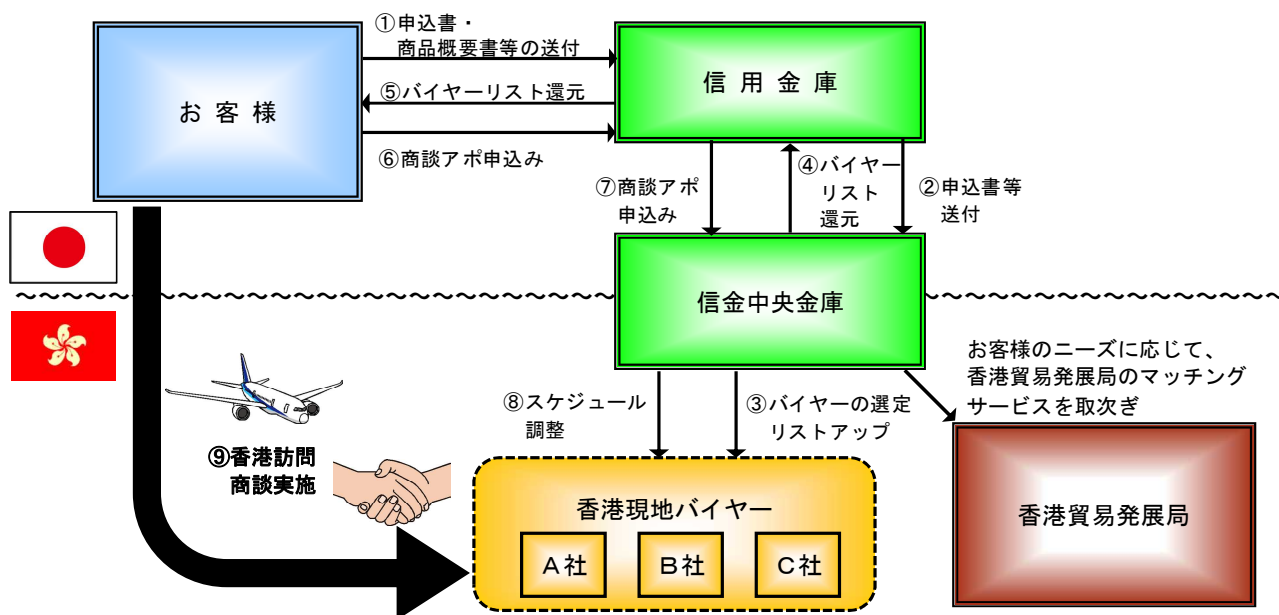 ①申込書・
商品概要書等の送付
お客様
⑤バイヤーリスト還元
⑥商談アポ申込み
信用金庫
⑦商談アポ
申込み
④バイヤー
リスト
還元
②申込書等
送付
信金中央金庫
お客様のニーズに応じて、
香港貿易発展局のマッチング
サービスを取次ぎ
⑧スケジュール
調整
③バイヤーの選定
リストアップ
⑨香港訪問
商談実施
香港現地バイヤー
A社
B社
C社
香港貿易発展局